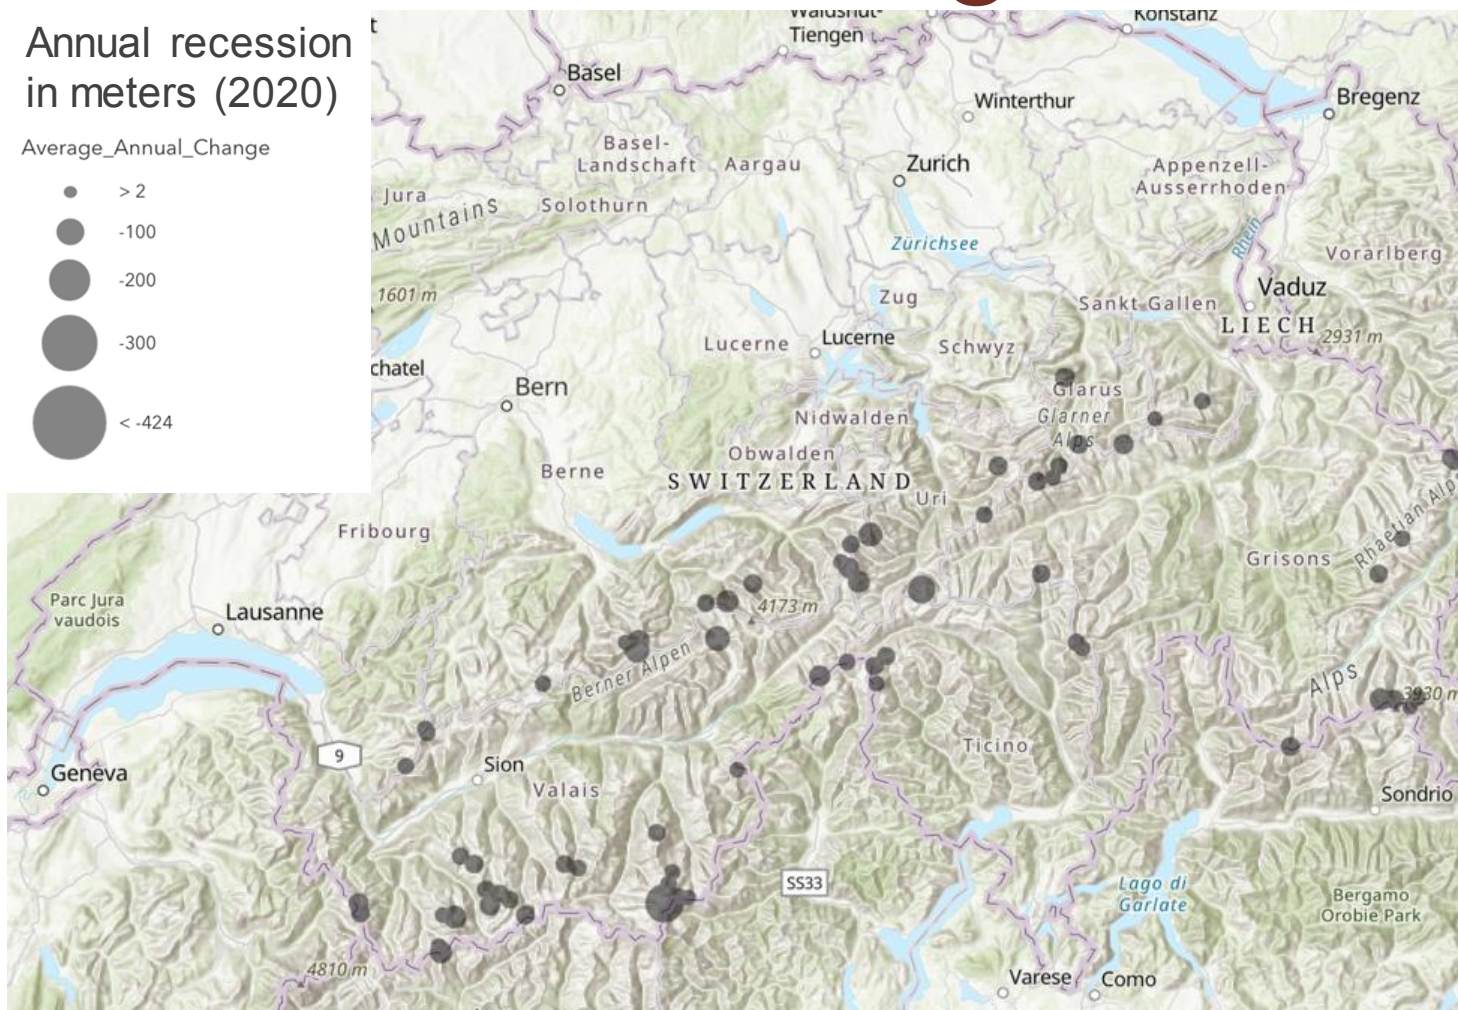 Annual recession
in meters (2020)
Average_Annual_Change
> 2
-100
-200
-300
< -424
Waldshut-
Tiengen
Konstanz
Basel
Winterthur
Bregenz
Basel-
Landschaft
Aargau
Zurich
Appenzell-
Ausserrhoden
Jura
Mountains
Solothurn
Zürichsee
Rhein
Vorarlberg
1601 m
Zug
Sankt Gallen
Vaduz
LIECH
2931 m
Lucerne
Lucerne
Schwyz
chatel
Bern
Glarus
Glarner
Alps
Nidwalden
Obwalden
Berne
SWITZERLAND
Uri
Fribourg
Grisons
Rhaetian Alp
Parc Jura
vaudois
Lausanne
4173 m
Berner Alpen
Alps
3930 m
9
Geneva
Sion
Valais
Ticino
Sondrio
SS33
Lago di
Garlate
Bergamo
Orobie Park
4810 m
Varese
Como